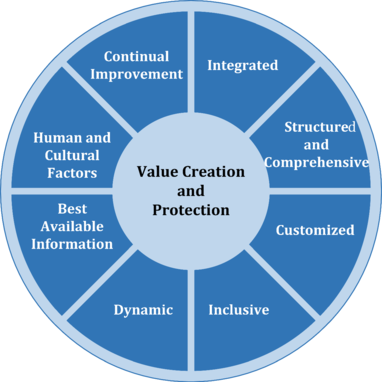 Continual
Improvement
Integrated
Structured
and
Comprehensive
Customized
Inclusive
Dynamic
Best
Available
Information
Human and
Cultural
Factors
Value Creation
and
Protection